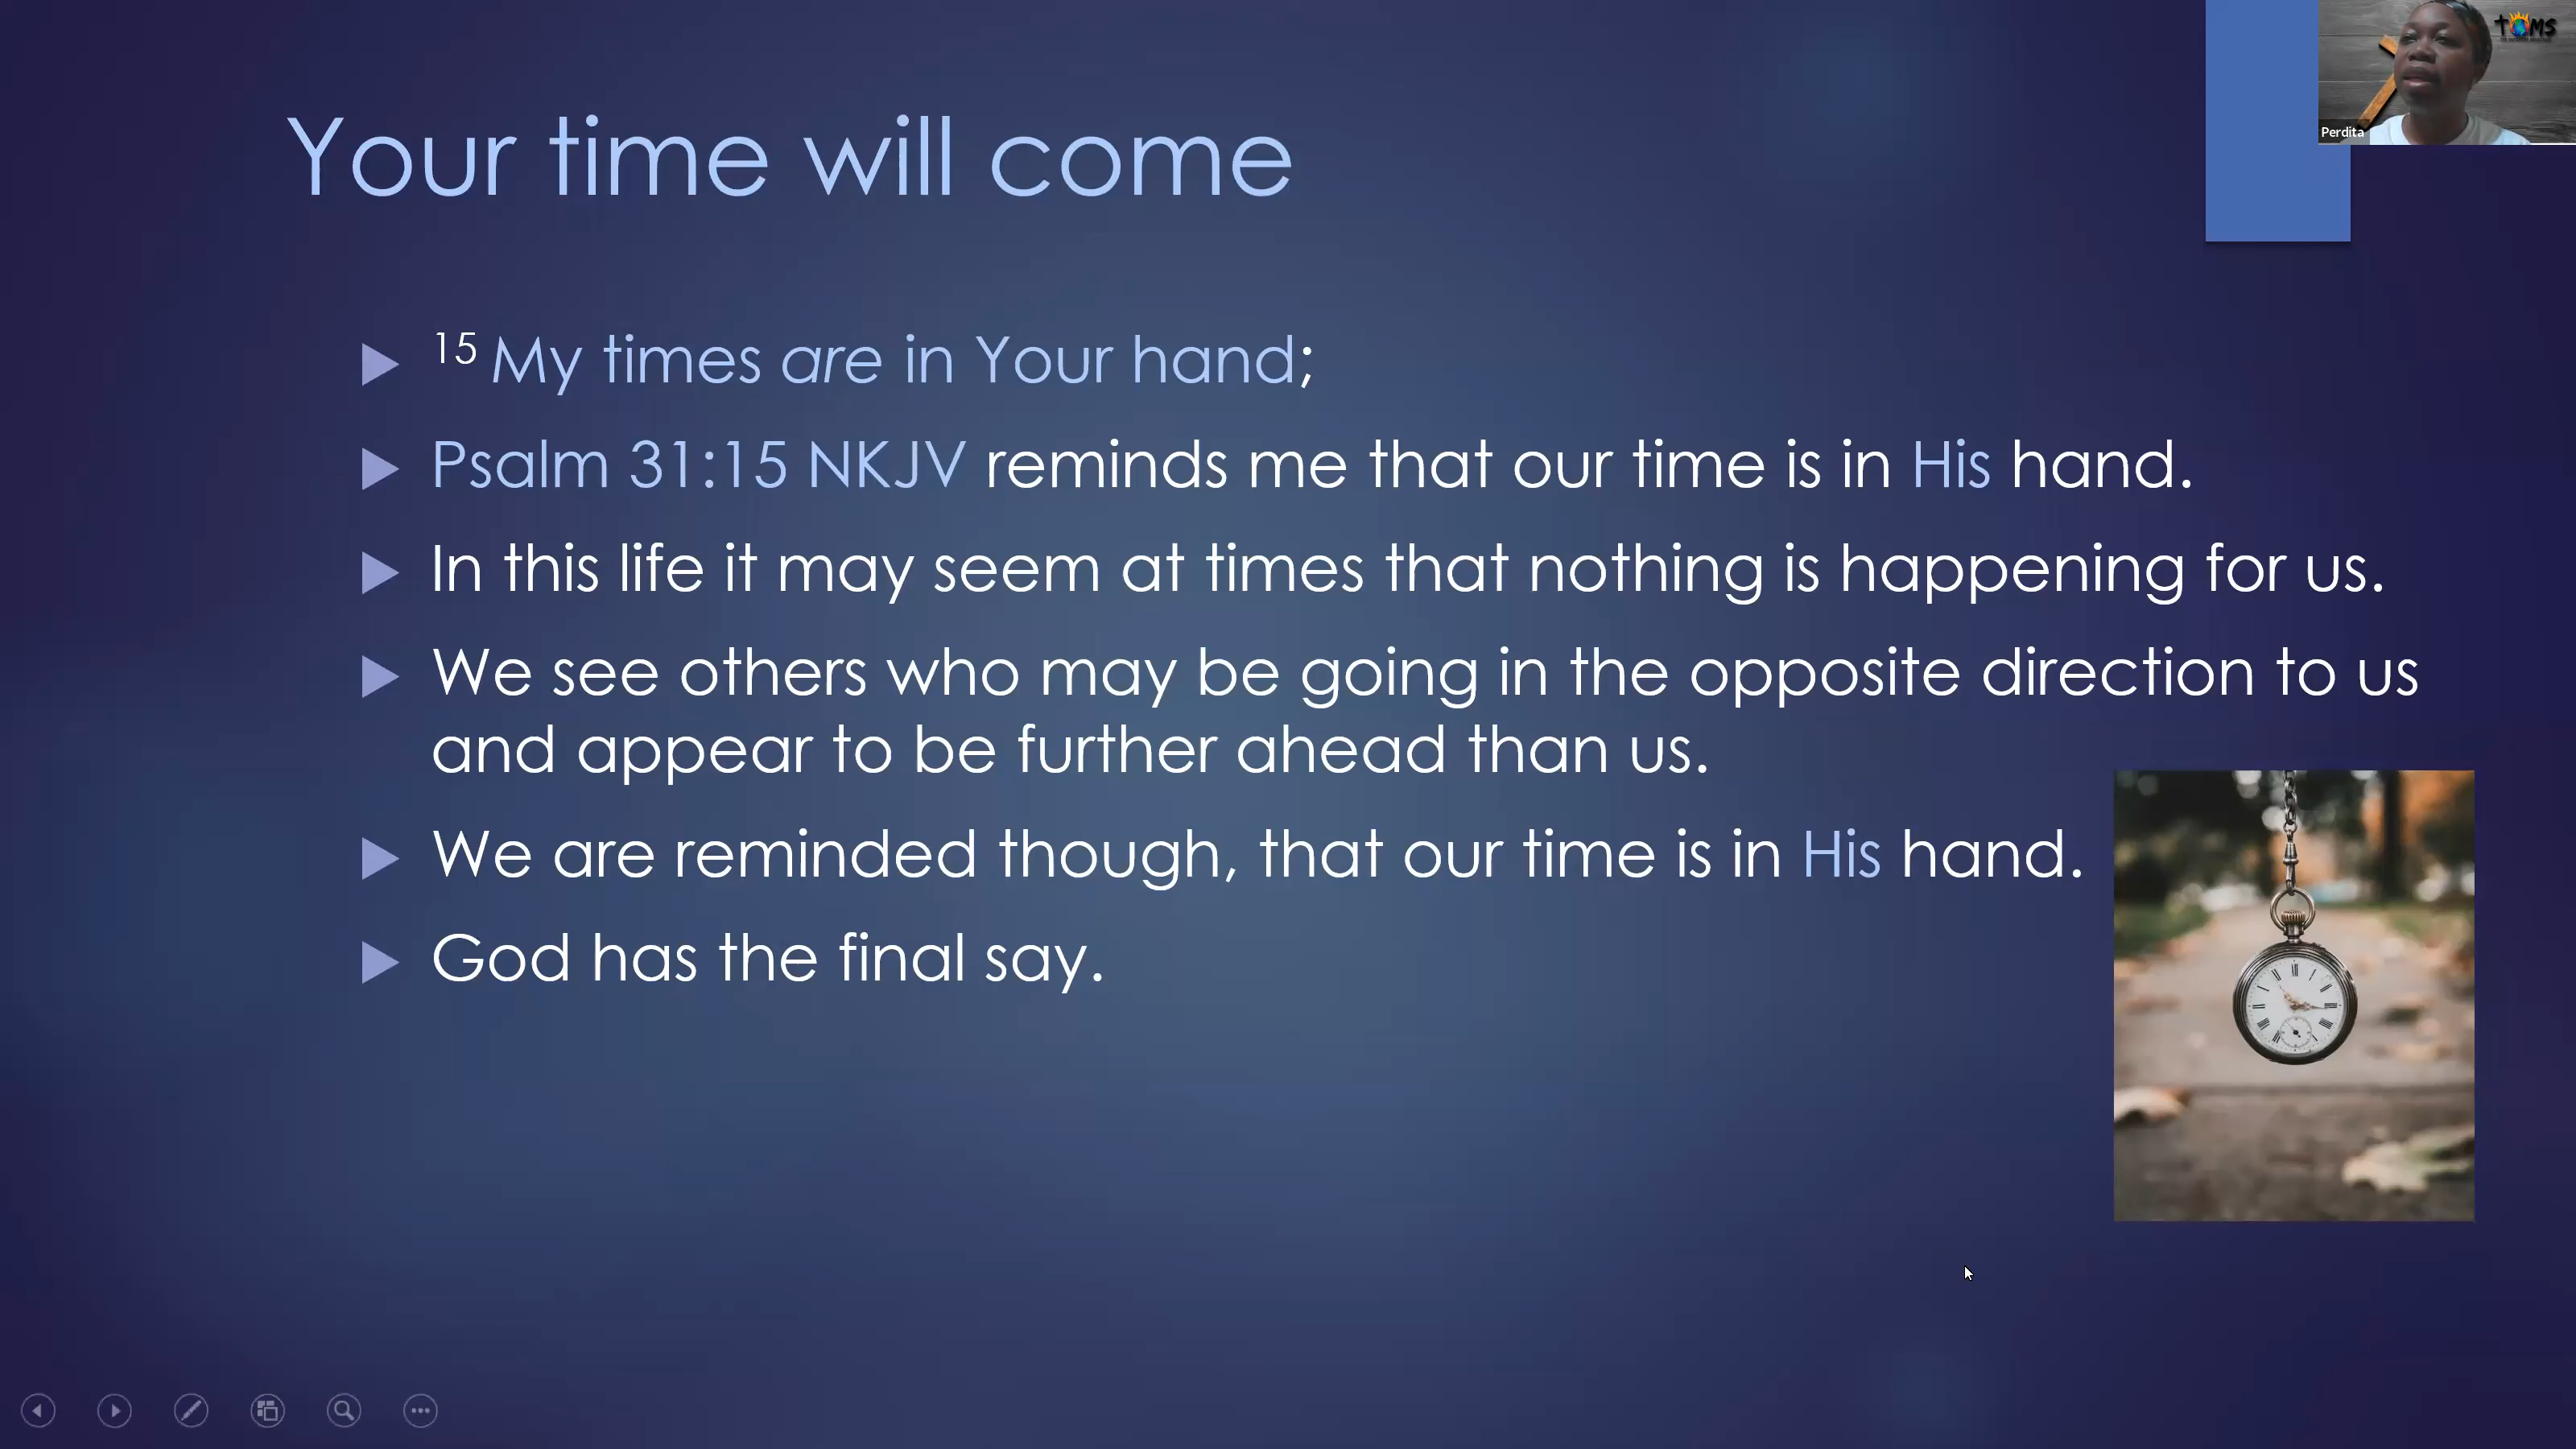 Your time will come
15 My times are in Your hand;
Psalm 31:15 NKJV reminds me that our time is in His hand.
In this life it may seem at times that nothing is happening for us.
We see others who may be going in the opposite direction to us
and appear to be further ahead than us.
We are reminded though, that our time is in His hand.
God has the final say.
Perdita
TOMS